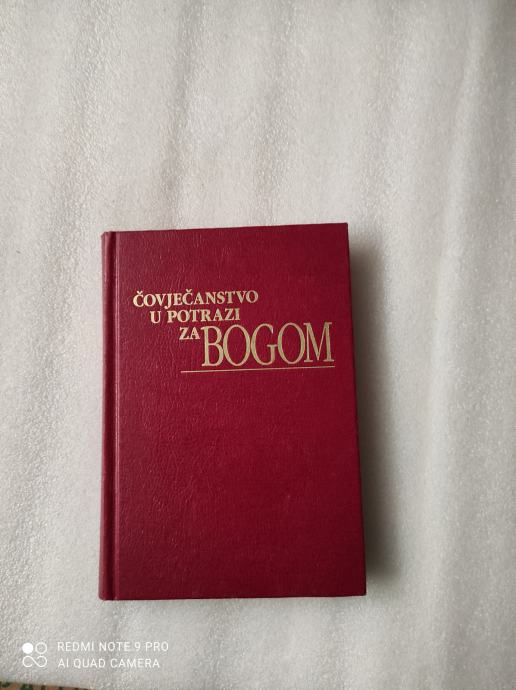 ČOVJEČANSTVO
U POTRAZI
ZA BOGOM
REDMI NOTE 9 PRO
AI QUAD CAMERA